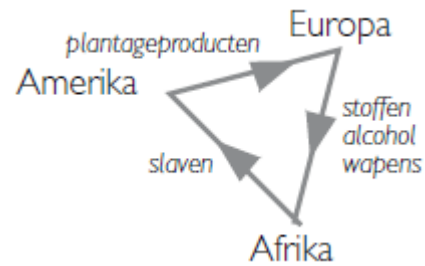 Europa
plantageproducten
Amerika
stoffen
alcohol
wapens
slaven
Afrika